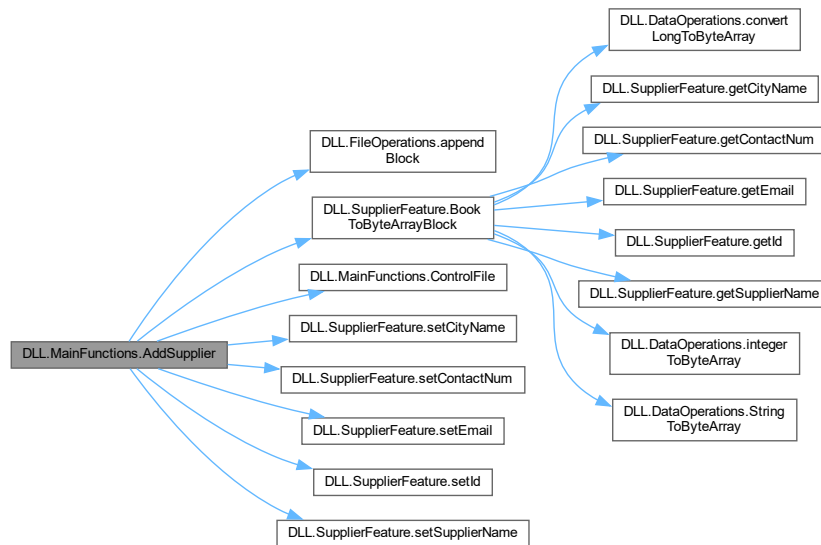 DLL.MainFunctions.AddSupplier
DLL.FileOperations.append
Block
DLL.SupplierFeature.Book
ToByteArrayBlock
DLL.MainFunctions.ControlFile
DLL.SupplierFeature.setCityName
DLL.SupplierFeature.setContactNum
DLL.SupplierFeature.setEmail
DLL.SupplierFeature.setId
DLL.SupplierFeature.setSupplierName
DLL.DataOperations.convert
LongToByteArray
DLL.SupplierFeature.getCityName
DLL.SupplierFeature.getContactNum
DLL.SupplierFeature.getEmail
DLL.SupplierFeature.getId
DLL.SupplierFeature.getSupplierName
DLL.DataOperations.integer
ToByteArray
DLL.DataOperations.String
ToByteArray